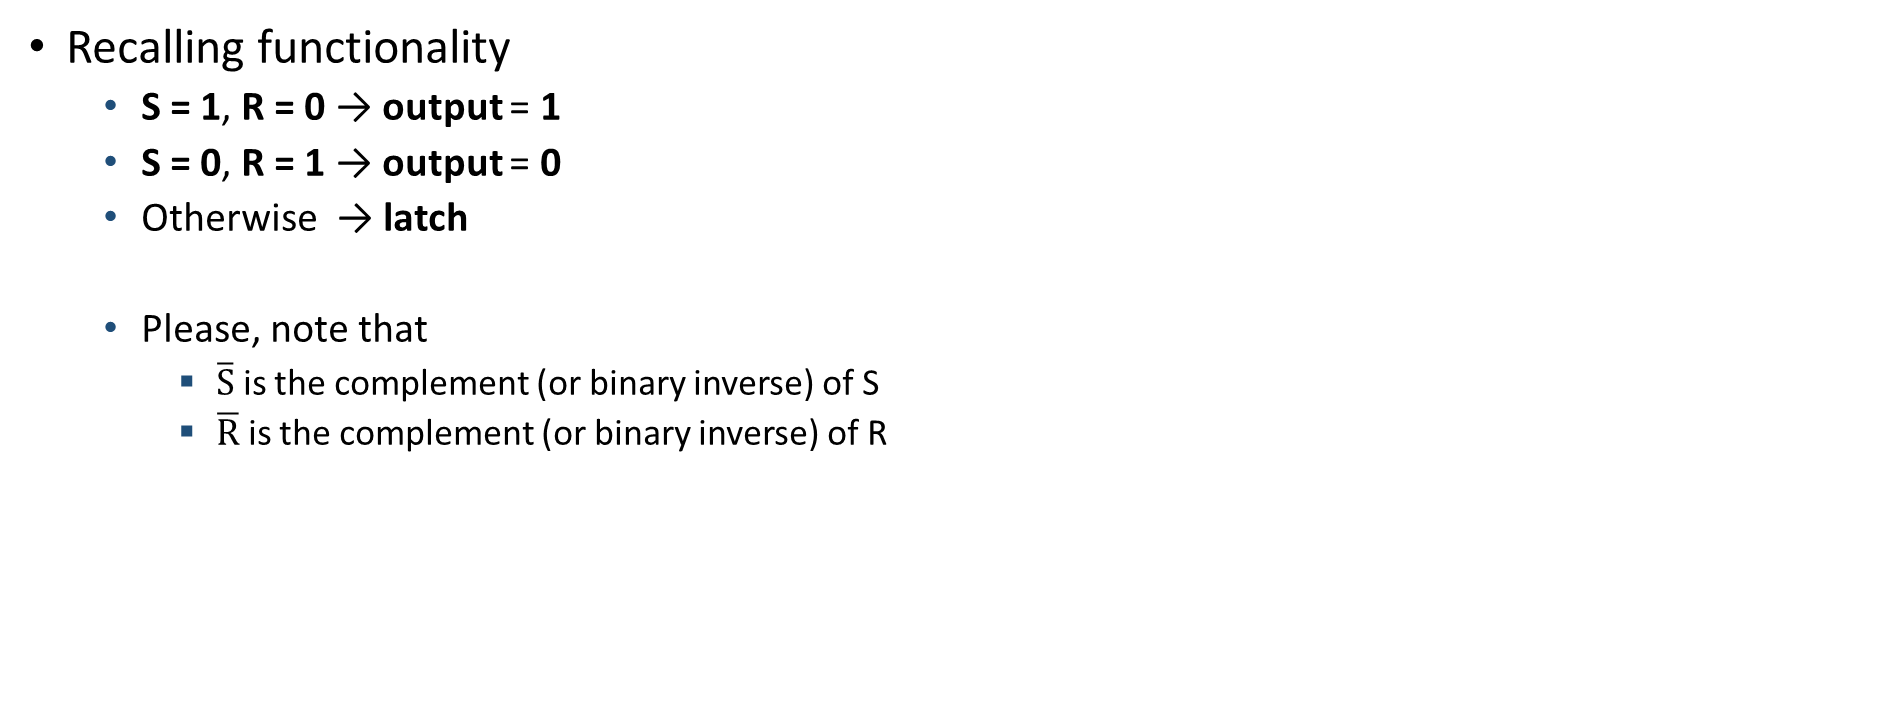 • Recalling functionality
• S = 1, R = 0 → output = 1
• S = 0, R = 1 → output = 0
• Otherwise → latch
• Please, note that
▪ S̅ is the complement (or binary inverse) of S
▪ R̅ is the complement (or binary inverse) of R